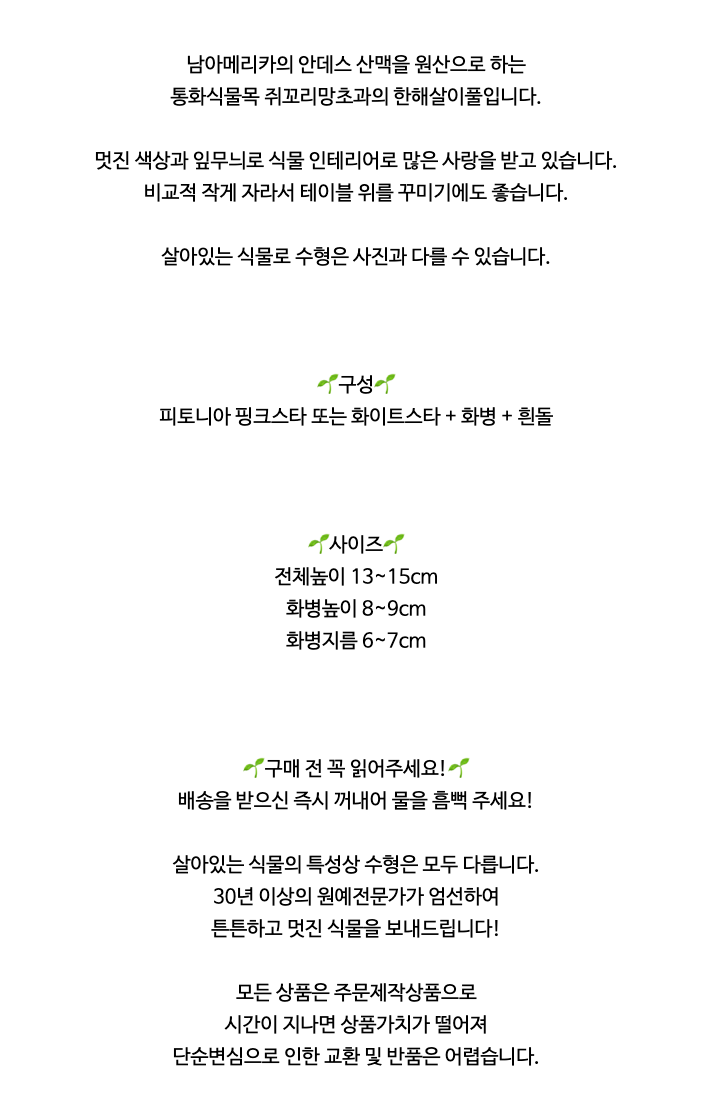 남아메리카의 안데스 산맥을 원산으로 하는
통화식물목 쥐꼬리망초과의 한해살이풀입니다.
멋진 색상과 잎무늬로 식물 인테리어로 많은 사랑을 받고 있습니다.
비교적 작게 자라서 테이블 위를 꾸미기에도 좋습니다.
살아있는 식물로 수형은 사진과 다를 수 있습니다.
🌱구성🌱
피토니아 핑크스타 또는 화이트스타 + 화병 + 흰돌
🌱사이즈🌱
전체높이 13~15cm
화병높이 8~9cm
화병지름 6~7cm
🌱구매 전 꼭 읽어주세요!🌱
배송을 받으신 즉시 꺼내어 물을 흠뻑 주세요!
살아있는 식물의 특성상 수형은 모두 다릅니다.
30년 이상의 원예전문가가 엄선하여
튼튼하고 멋진 식물을 보내드립니다!
모든 상품은 주문제작상품으로
시간이 지나면 상품가치가 떨어져
단순변심으로 인한 교환 및 반품은 어렵습니다.